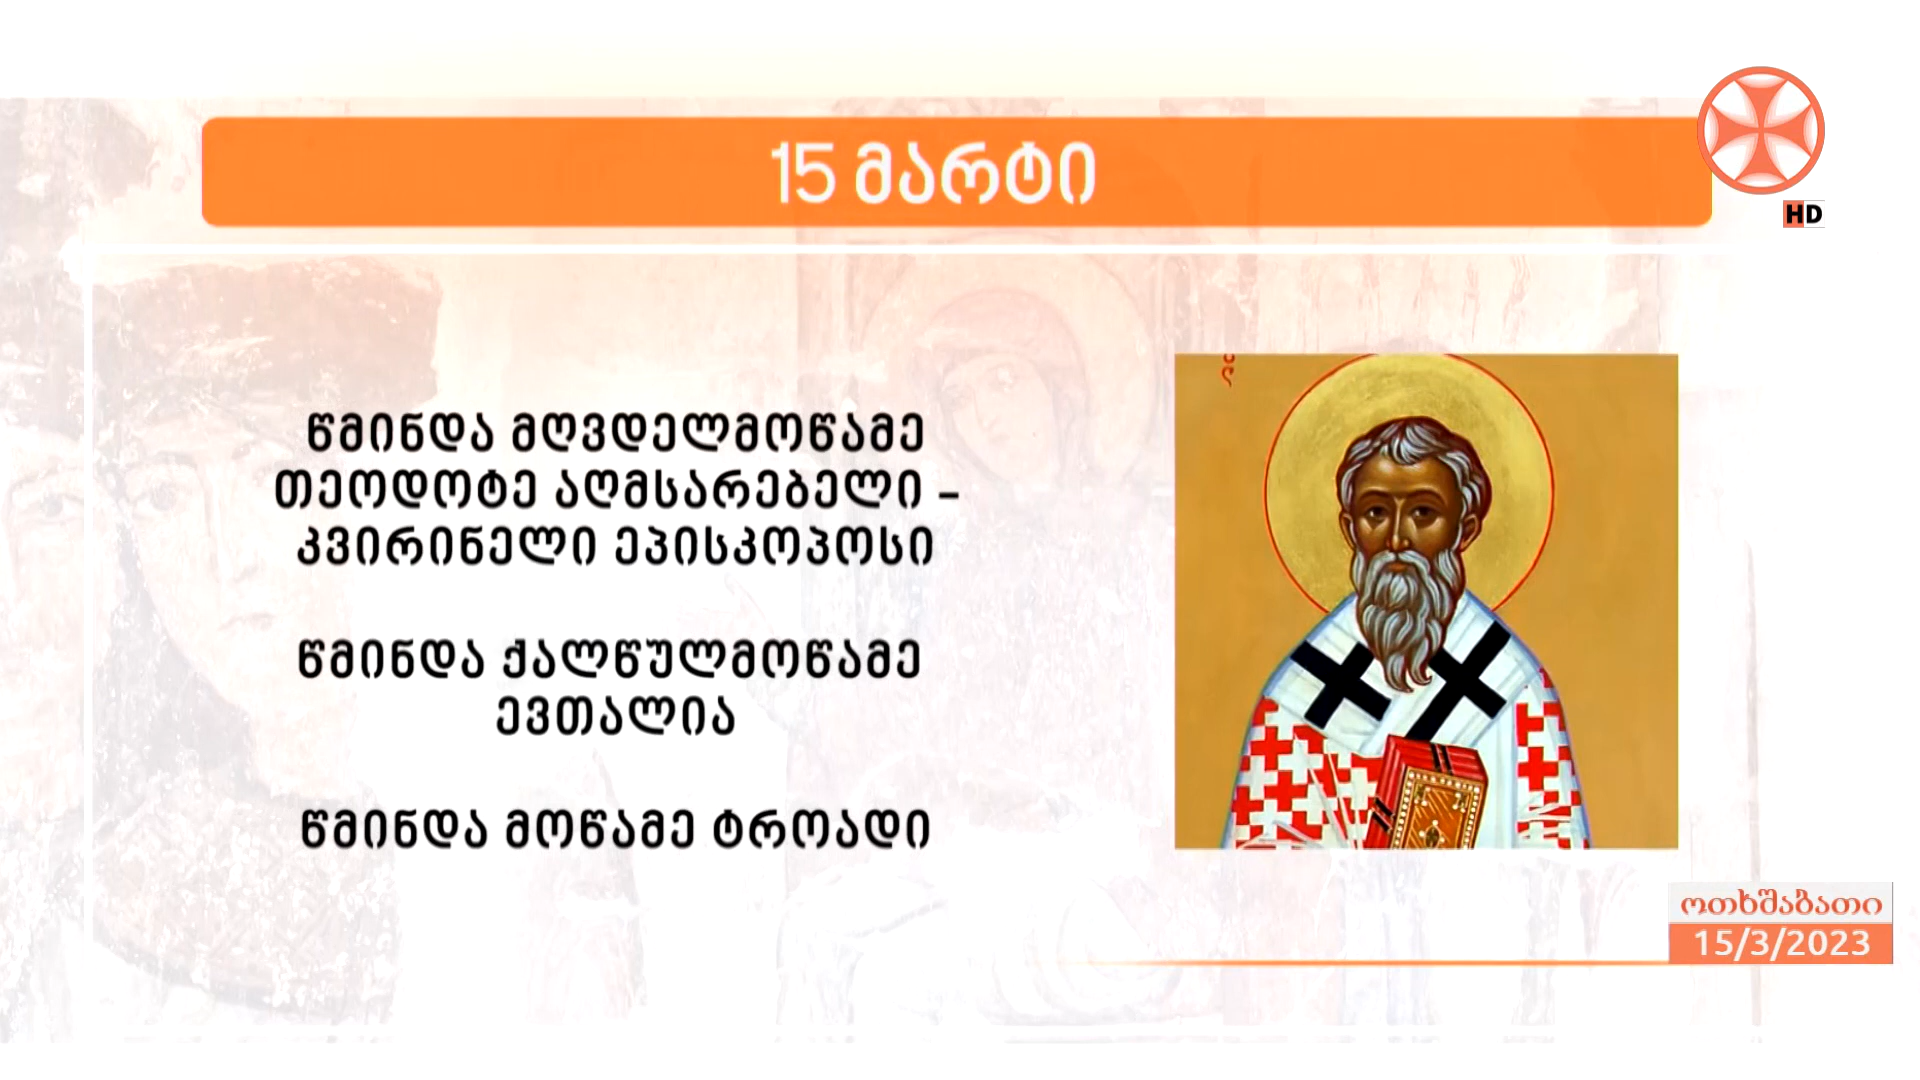 15 მარტი
HD
წმინდა მღვდელმოწამე
თეოდოტე აღმსარებელი –
კვირინელი ეპისკოპოსი
წმინდა ქალწულმოწამე
ევთალია
წმინდა მოწამე ტროადი
ოთხშაბათი
15/3/2023